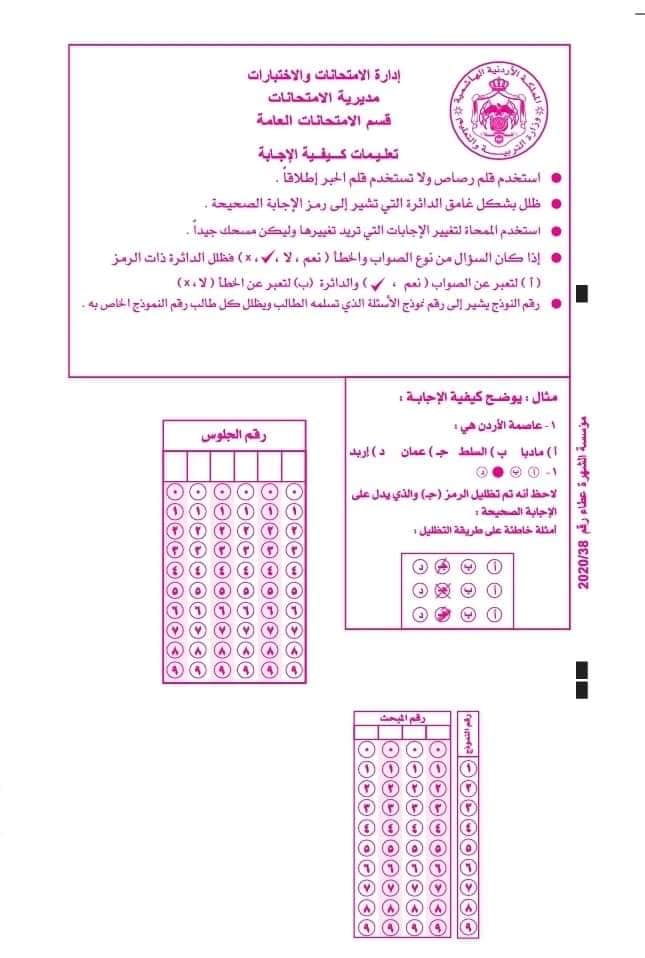 المملكة الأردنية الهاشمية
وزارة التربية والتعليم
إدارة الامتحانات والاختبارات
مديرية الامتحانات
قسم الامتحانات العامة
تعليمات كيفية الإجابة
● استخدم قلم رصاص ولا تستخدم قلم الحبر إطلاقاً .
● ظلل بشكل غامق الدائرة التي تشير إلى رمز الإجابة الصحيحة .
● استخدم الممحاة لتغيير الإجابات التي تريد تغييرها وليكن مسحك جيداً .
● إذا كان السؤال من نوع الصواب والخطأ ( نعم ، لا ، ✓ ، × ) فظلل الدائرة ذات الرمز
( أ ) لتعبر عن الصواب ( نعم ، ✓ ) والدائرة (ب) لتعبر عن الخطأ ( لا ، × )
● رقم النوذج يشير إلى رقم نموذج الأسئلة الذي تسلمه الطالب ويظلل كل طالب رقم النموذج الخاص به .
مثال : يوضح كيفية الإجابة :
١- عاصمة الأردن هي :
أ ) مادبا ب ) السلط جـ ) عمان د ) إربد
١- أ ب ● د
لاحظ أنه تم تظليل الرمز (جـ) والذي يدل على
الإجابة الصحيحة :
أمثلة خاطئة على طريقة التظليل :
أ ب جـ د
أ ب جـ د
أ ب جـ د
مؤسسة الشهرة عطاء رقم 2020/38
رقم الجلوس
٠ ٠ ٠ ٠ ٠ ٠
١ ١ ١ ١ ١ ١
٢ ٢ ٢ ٢ ٢ ٢
٣ ٣ ٣ ٣ ٣ ٣
٤ ٤ ٤ ٤ ٤ ٤
٥ ٥ ٥ ٥ ٥ ٥
٦ ٦ ٦ ٦ ٦ ٦
٧ ٧ ٧ ٧ ٧ ٧
٨ ٨ ٨ ٨ ٨ ٨
٩ ٩ ٩ ٩ ٩ ٩
رقم النموذج
١
٢
٣
٤
٥
٦
٧
٨
٩
رقم المبحث
٠ ٠ ٠ ٠
١ ١ ١ ١
٢ ٢ ٢ ٢
٣ ٣ ٣ ٣
٤ ٤ ٤ ٤
٥ ٥ ٥ ٥
٦ ٦ ٦ ٦
٧ ٧ ٧ ٧
٨ ٨ ٨ ٨
٩ ٩ ٩ ٩